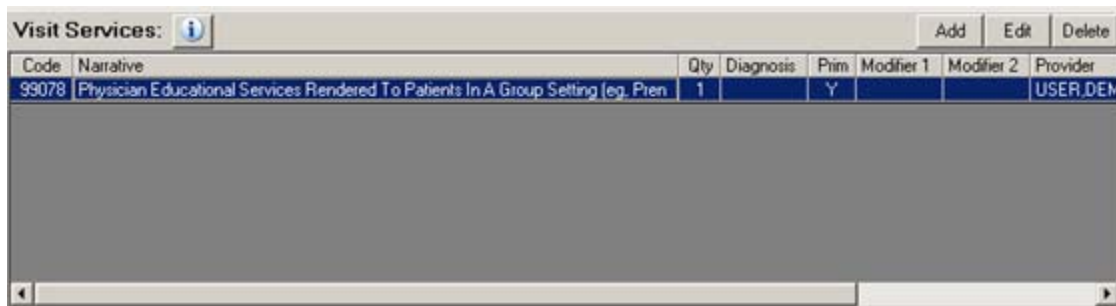 Visit Services: i Add Edit Delete
Code Narrative Qty Diagnosis Prim Modifier 1 Modifier 2 Provider
99078 Physician Educational Services Rendered To Patients In A Group Setting (eg, Pren 1 Y USER,DEM